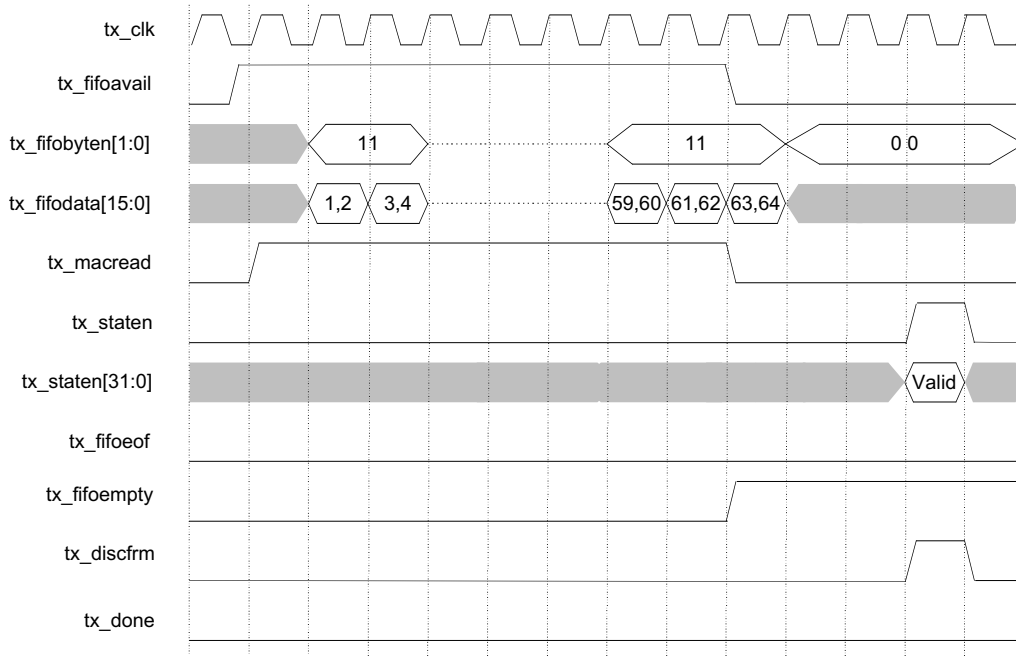 tx_clk
tx_fifoavail
tx_fifobyten[1:0] 11 11 0 0
tx_fifodata[15:0] 1,2 3,4 59,60 61,62 63,64
tx_macread
tx_staten
tx_staten[31:0] Valid
tx_fifoeof
tx_fifoempty
tx_discfrm
tx_done